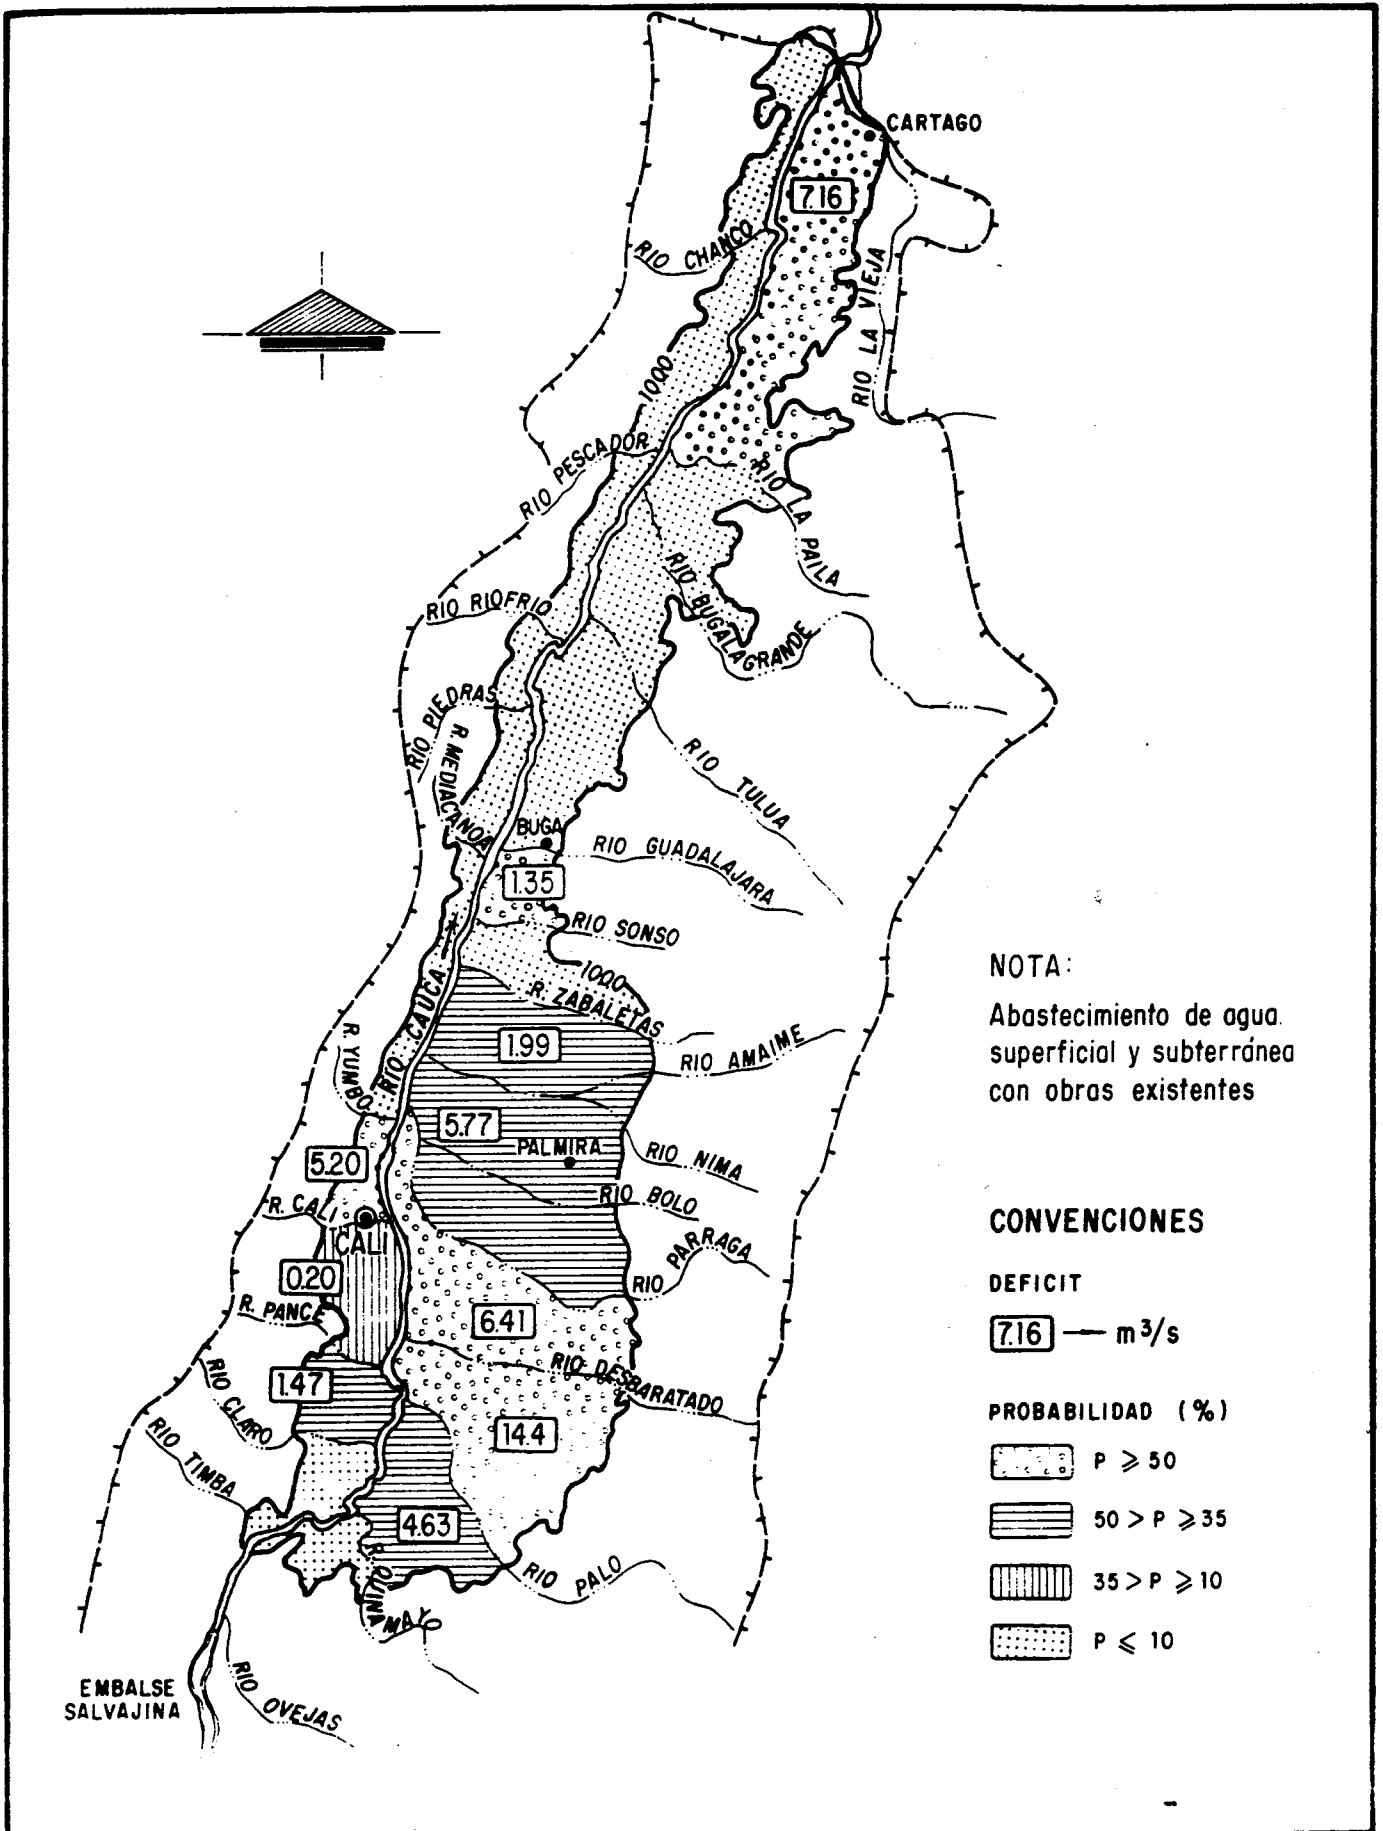 CARTAGO
7.16
RIO CHANCO
RIO LA VIEJA
1000
RIO PESCADOR
RIO LA PAILA
RIO BUGALAGRANDE
RIO RIOFRIO
RIO PIEDRAS
R. MEDIACANOA
RIO TULUA
BUGA
RIO GUADALAJARA
1.35
RIO SONSO
1000
R. ZABALETAS
RIO CAUCA
R. YUMBO
1.99
RIO AMAIME
5.77
PALMIRA
RIO NIMA
5.20
RIO BOLO
R. CALI
CALI
RIO PARRAGA
0.20
R. PANCE
6.41
RIO DESBARATADO
1.47
RIO CLARO
14.4
RIO TIMBA
4.63
R. QUINAMAYO
RIO PALO
EMBALSE
SALVAJINA
RIO OVEJAS
NOTA:
Abastecimiento de agua
superficial y subterránea
con obras existentes
CONVENCIONES
DEFICIT
7.16 — m³/s
PROBABILIDAD (%)
P ⩾ 50
50 > P ⩾ 35
35 > P ⩾ 10
P ⩽ 10